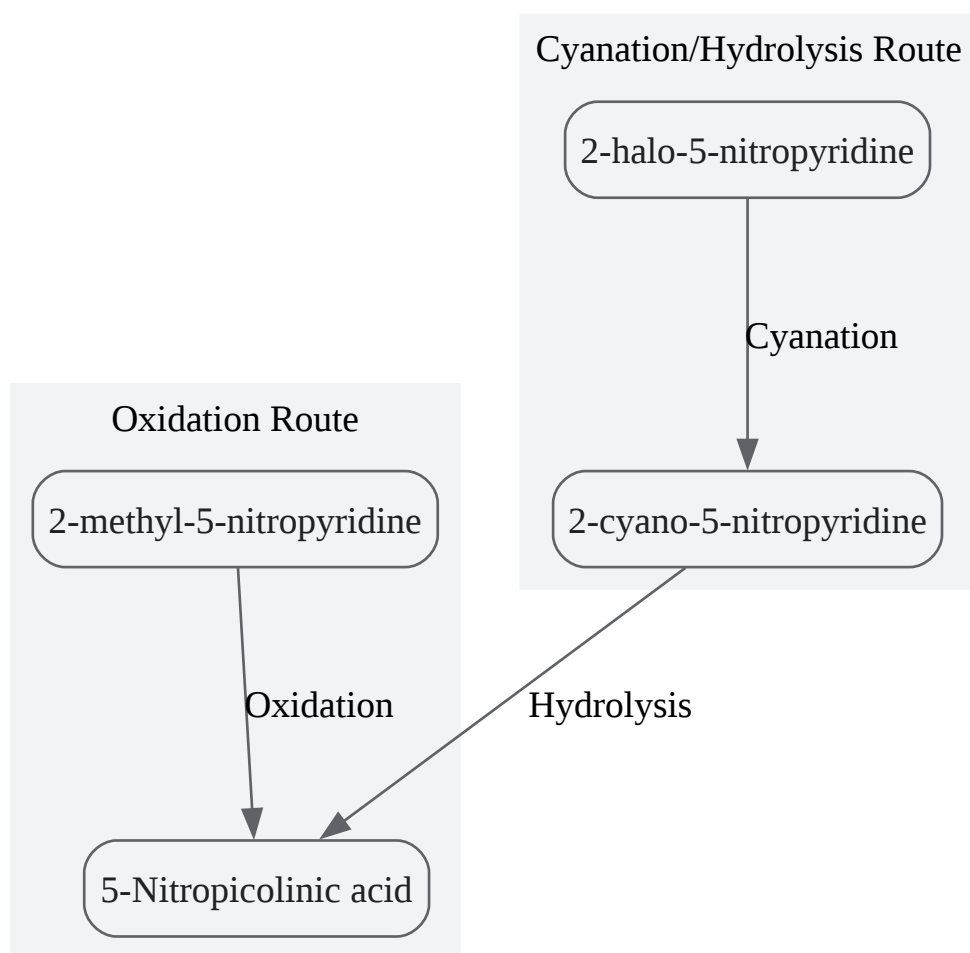 Cyanation/Hydrolysis Route
2-halo-5-nitropyridine
Cyanation
2-cyano-5-nitropyridine
Hydrolysis
Oxidation Route
2-methyl-5-nitropyridine
Oxidation
5-Nitropicolinic acid